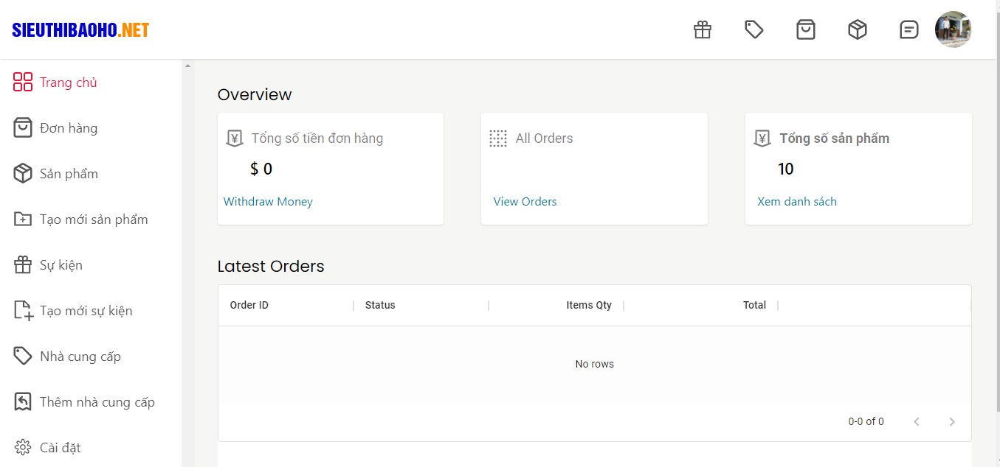 SIEUTHIBAOHO.NET
Trang chủ
Đơn hàng
Sản phẩm
Tạo mới sản phẩm
Sự kiện
Tạo mới sự kiện
Nhà cung cấp
Thêm nhà cung cấp
Cài đặt
Overview
¥ Tổng số tiền đơn hàng
$ 0
Withdraw Money
All Orders
View Orders
¥ Tổng số sản phẩm
10
Xem danh sách
Latest Orders
Order ID Status Items Qty Total
No rows
0-0 of 0